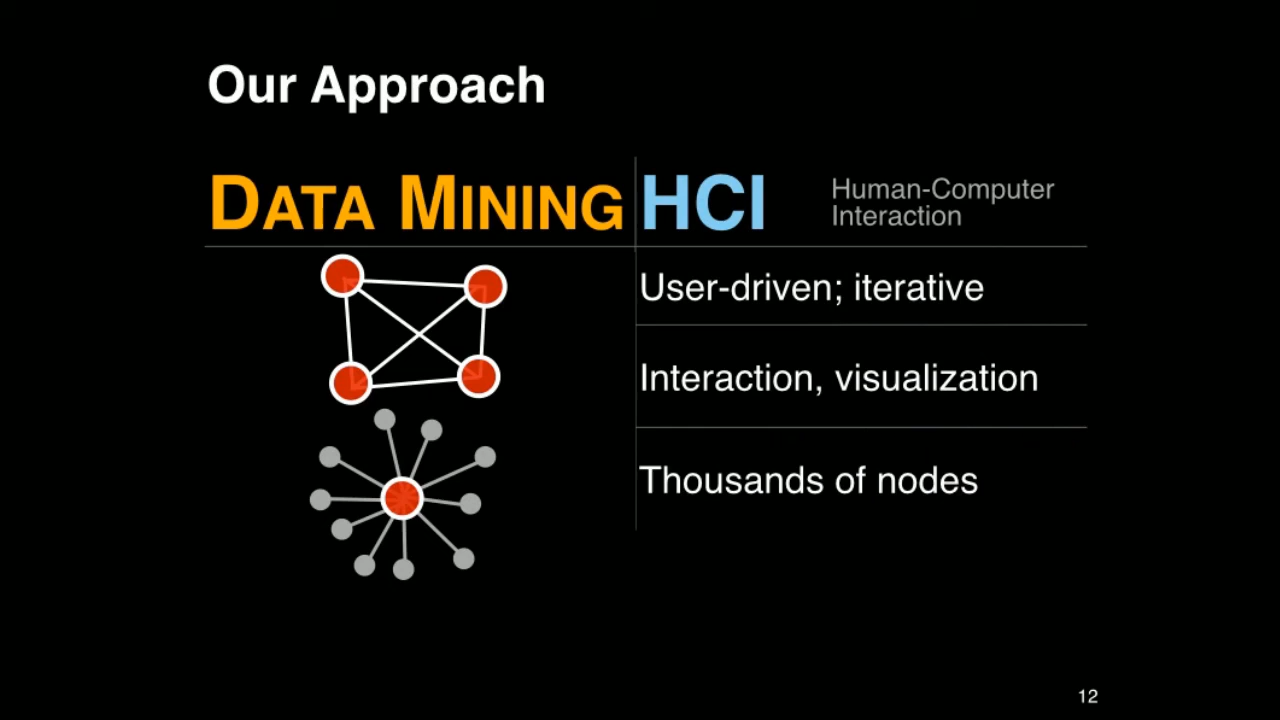 Our Approach
DATA MINING
HCI
Human-Computer
Interaction
User-driven; iterative
Interaction, visualization
Thousands of nodes
12